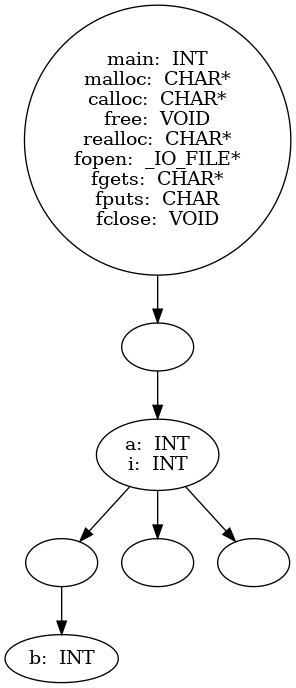 main: INT
malloc: CHAR*
calloc: CHAR*
free: VOID
realloc: CHAR*
fopen: _IO_FILE*
fgets: CHAR*
fputs: CHAR
fclose: VOID
a: INT
i: INT
b: INT